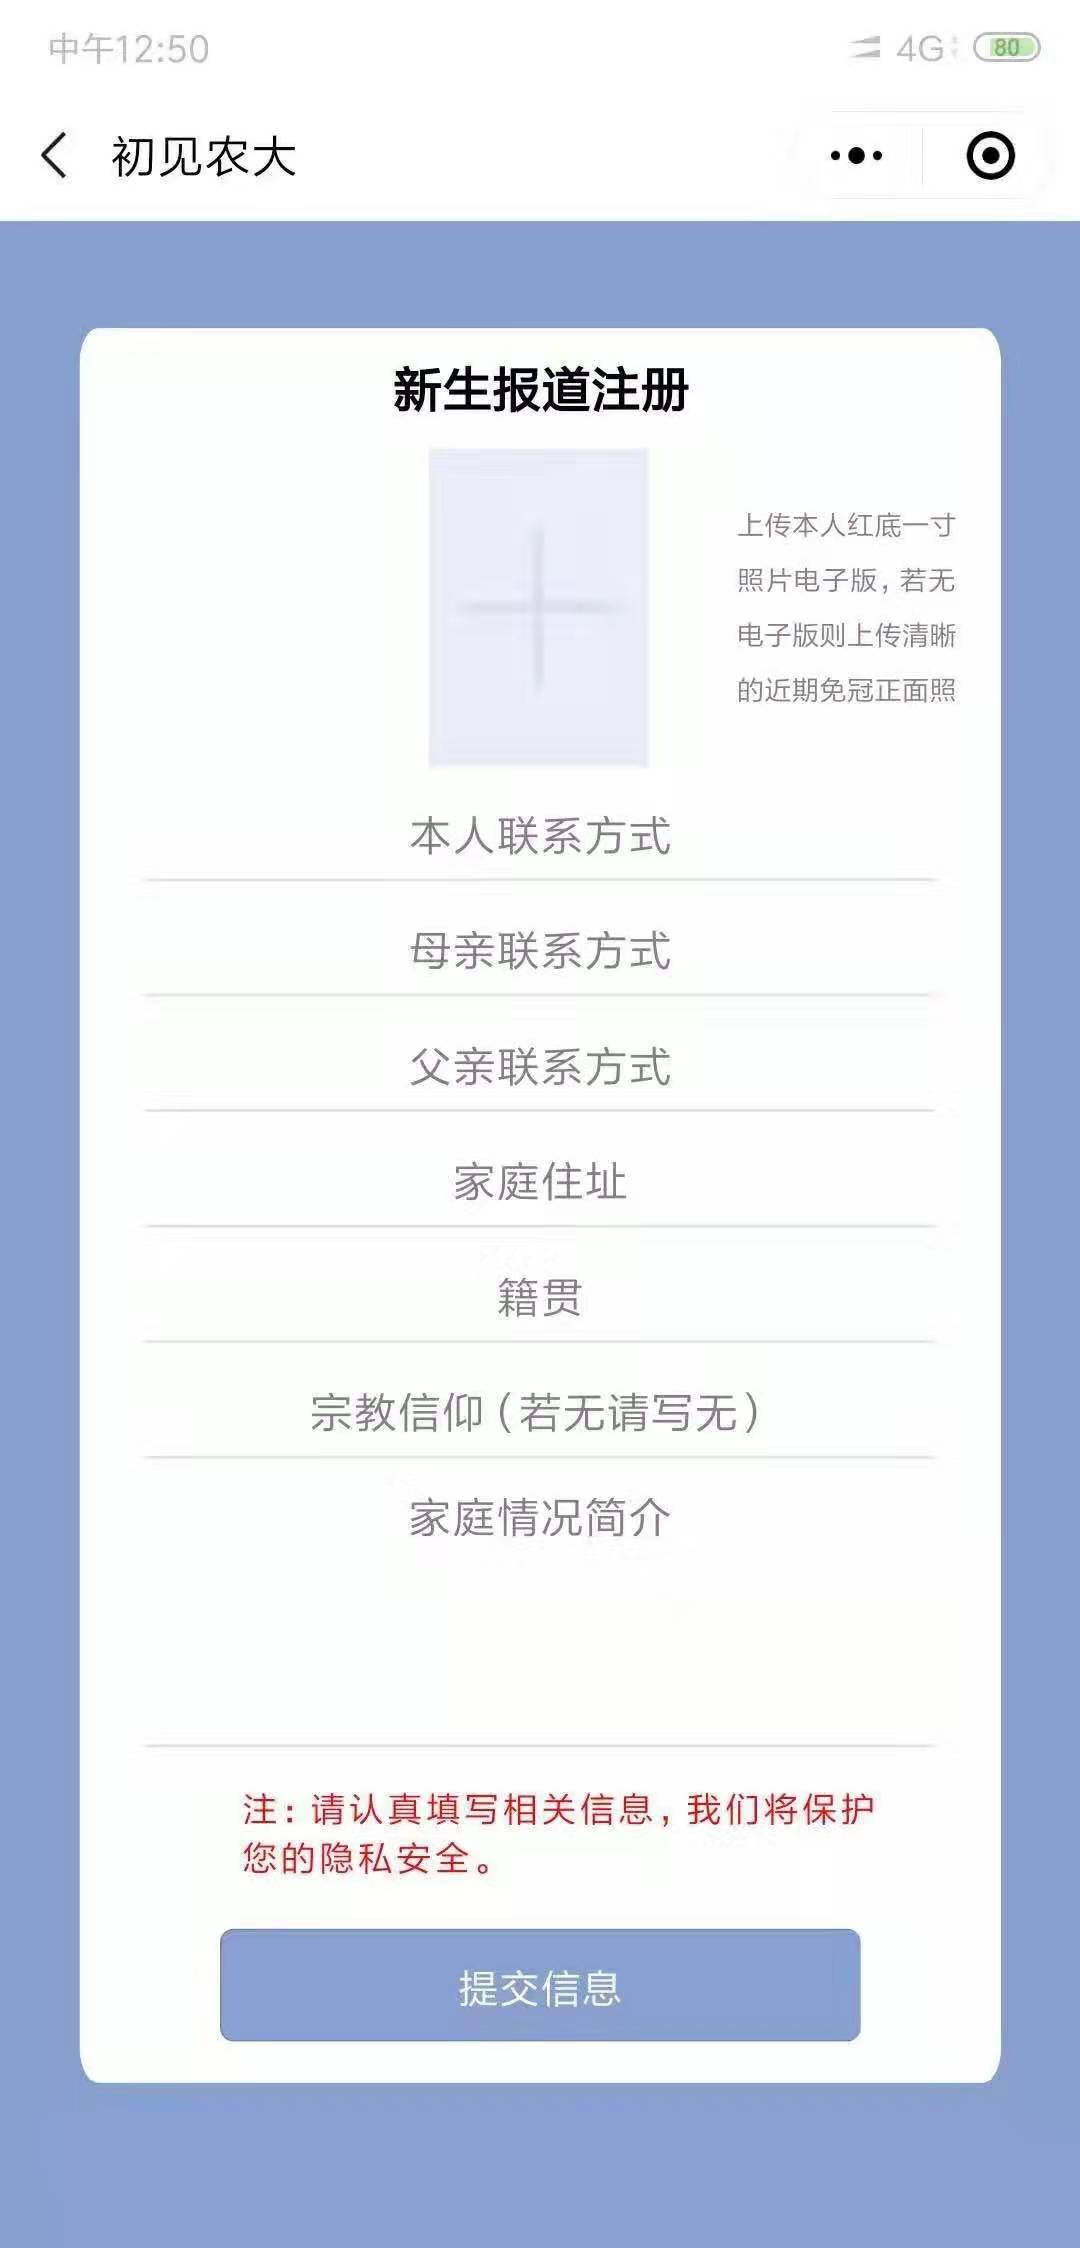 中午12:50
4G
80
初见农大
新生报道注册
上传本人红底一寸
照片电子版，若无
电子版则上传清晰
的近期免冠正面照
本人联系方式
母亲联系方式
父亲联系方式
家庭住址
籍贯
宗教信仰（若无请写无）
家庭情况简介
注：请认真填写相关信息，我们将保护
您的隐私安全。
提交信息